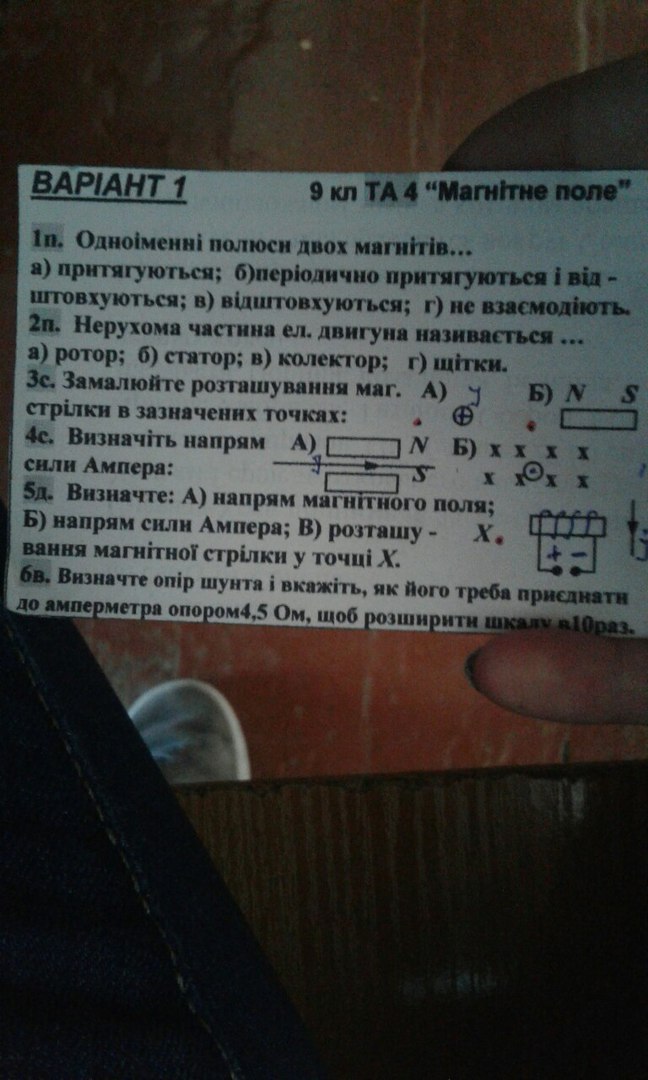 ВАРІАНТ 1 9 кл ТА 4 “Магнітне поле”
1п. Одноіменні полюси двох магнітів...
а) притягуються; б)періодично притягуються і від -
штовхуються; в) відштовхуються; г) не взаємодіють.
2п. Нерухома частина ел. двигуна називається ...
а) ротор; б) статор; в) колектор; г) щітки.
3с. Замалюйте розташування маг. А) Б) N S
стрілки в зазначених точках:
4с. Визначіть напрям А) N Б) х х х х
сили Ампера: S х х х х
5д. Визначте: А) напрям магнітного поля;
Б) напрям сили Ампера; В) розташу - Х + -
вання магнітної стрілки у точці Х.
6в. Визначте опір шунта і вкажіть, як його треба приєднати
до амперметра опором4,5 Ом, щоб розширити шкалу в10раз.